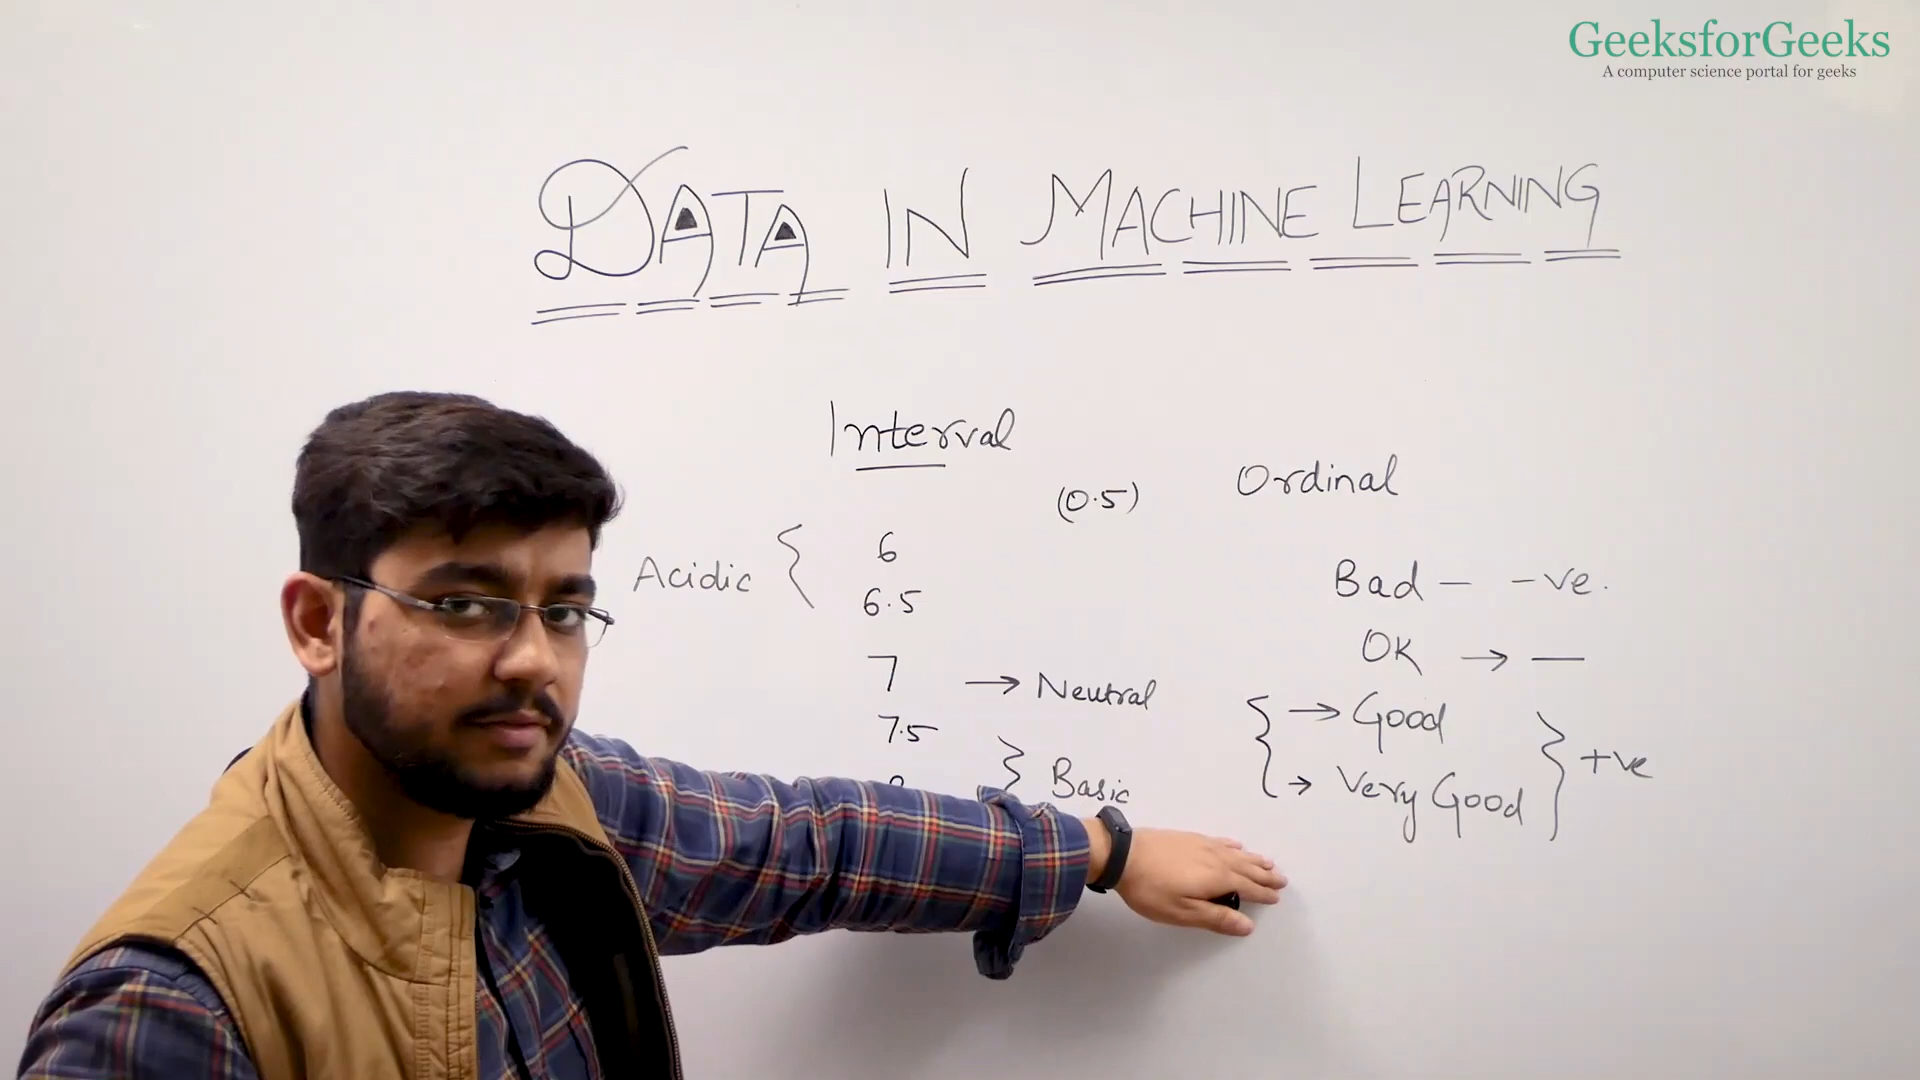 GeeksforGeeks
A computer science portal for geeks
DATA IN MACHINE LEARNING
Interval
(0.5)
Acidic { 6
6.5
7 → Neutral
7.5
} Basic
Ordinal
Bad — -ve.
OK → —
{ → Good
→ Very Good } +ve